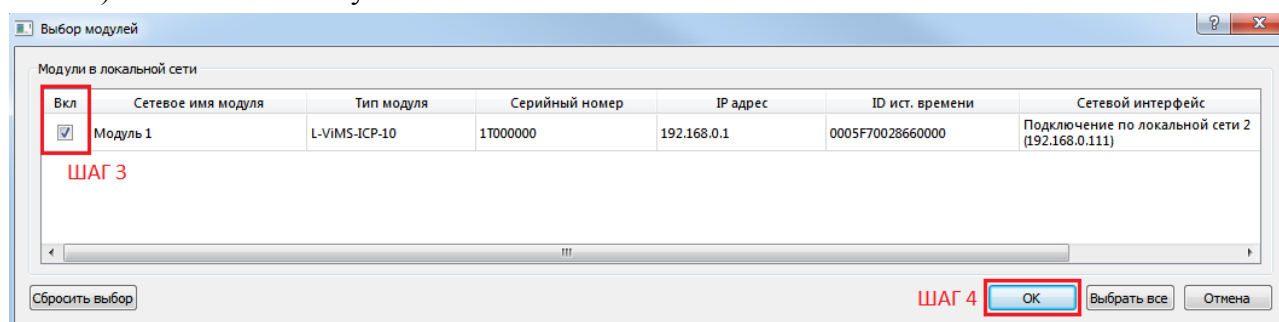 Выбор модулей
Модули в локальной сети
Вкл Сетевое имя модуля Тип модуля Серийный номер IP адрес ID ист. времени Сетевой интерфейс
Модуль 1 L-ViMS-ICP-10 1T000000 192.168.0.1 0005F70028660000 Подключение по локальной сети 2
(192.168.0.111)
ШАГ 3
Сбросить выбор ШАГ 4 ОК Выбрать все Отмена